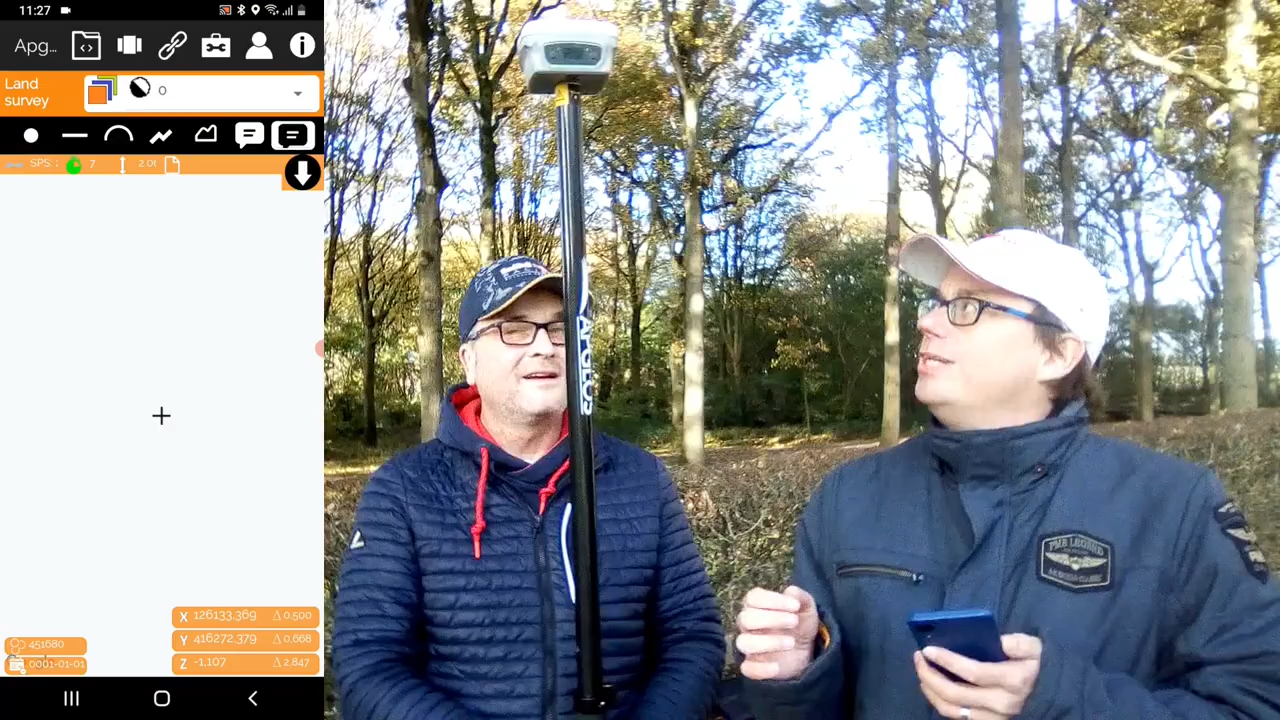 11:27
Apg...
Land
survey
0
SPS: :
7
2.0(
X 126133,369 Δ 0,500
Y 416272,379 Δ 0,668
Z -1,107 Δ 2,847
451680
0001-01-01
APGLOS
PME LEGEND